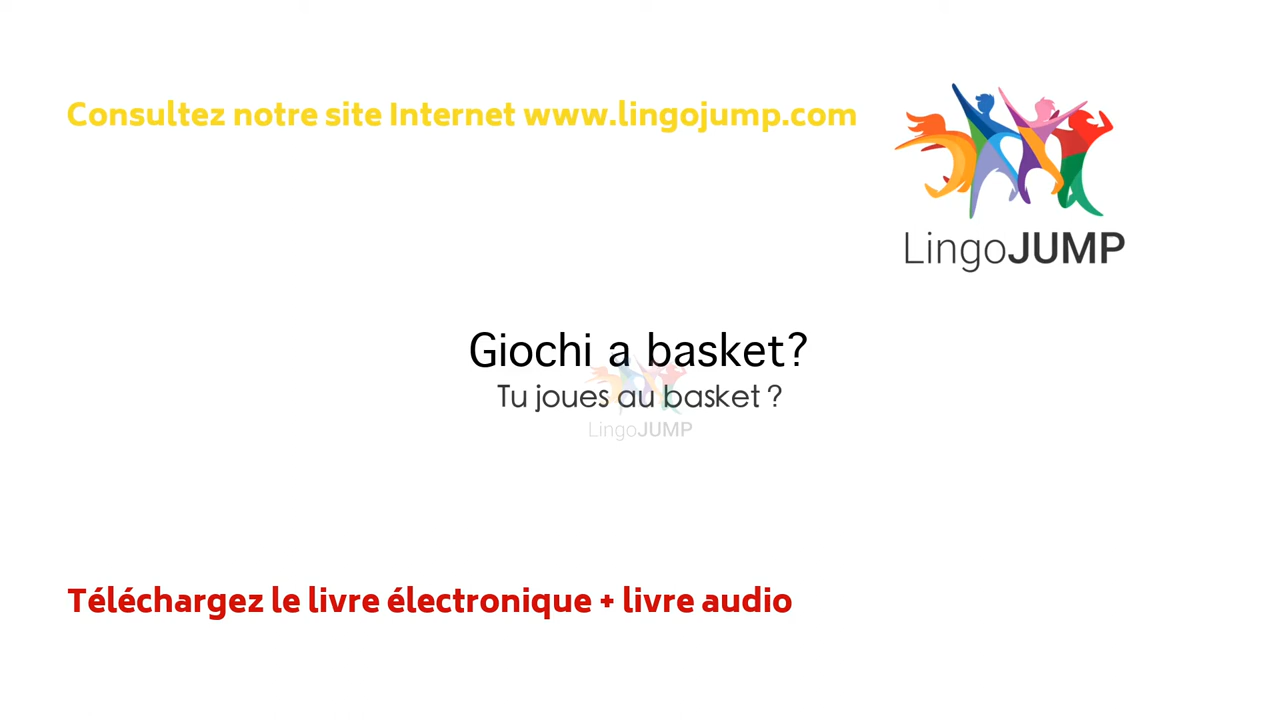 Consultez notre site Internet www.lingojump.com
LingoJUMP
Giochi a basket?
Tu joues au basket ?
LingoJUMP
Téléchargez le livre électronique + livre audio